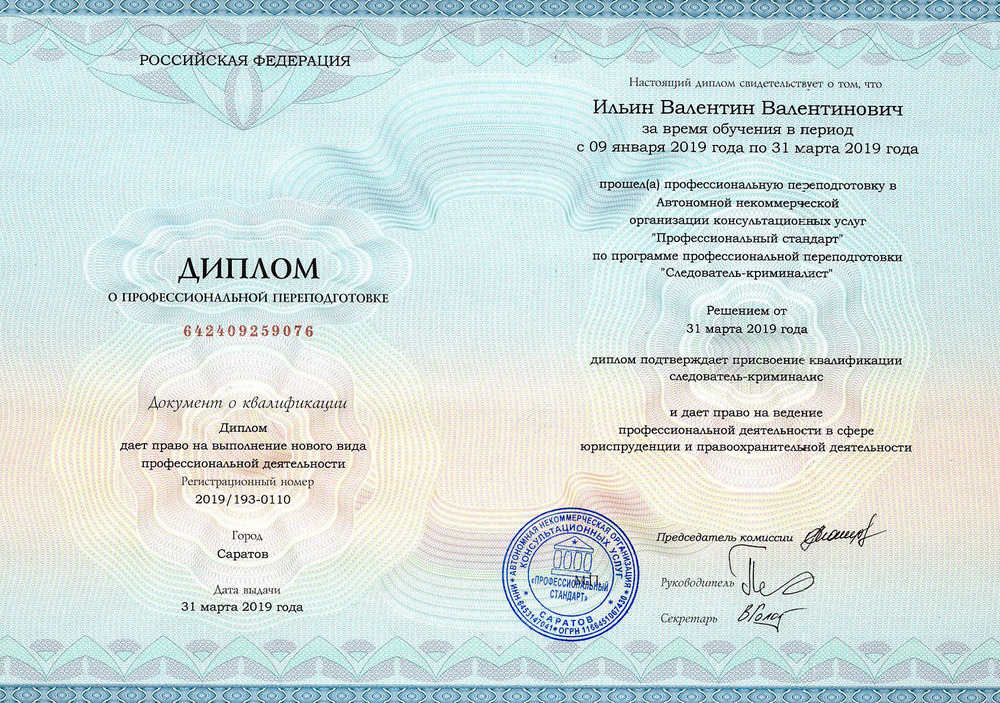 РОССИЙСКАЯ ФЕДЕРАЦИЯ
ДИПЛОМ
О ПРОФЕССИОНАЛЬНОЙ ПЕРЕПОДГОТОВКЕ
642409259076
Документ о квалификации
Диплом
дает право на выполнение нового вида
профессиональной деятельности
Регистрационный номер
2019/193-0110
Город
Саратов
Дата выдачи
31 марта 2019 года
Настоящий диплом свидетельствует о том, что
Ильин Валентин Валентинович
за время обучения в период
с 09 января 2019 года по 31 марта 2019 года
прошел(а) профессиональную переподготовку в
Автономной некоммерческой
организации консультационных услуг
"Профессиональный стандарт"
по программе профессиональной переподготовки
"Следователь-криминалист"
Решением от
31 марта 2019 года
диплом подтверждает присвоение квалификации
следователь-криминалис
и дает право на ведение
профессиональной деятельности в сфере
юриспруденции и правоохранительной деятельности
Председатель комиссии
Руководитель
Секретарь
М.П.
АВТОНОМНАЯ НЕКОММЕРЧЕСКАЯ ОРГАНИЗАЦИЯ
КОНСУЛЬТАЦИОННЫХ УСЛУГ
«ПРОФЕССИОНАЛЬНЫЙ
СТАНДАРТ»
САРАТОВ
ИНН 6453147041 * ОГРН 1166451067430